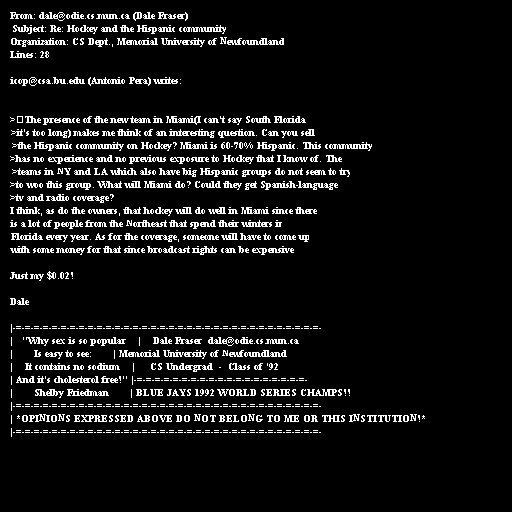 From: dale@odie.cs.mun.ca (Dale Fraser)
Subject: Re: Hockey and the Hispanic community
Organization: CS Dept., Memorial University of Newfoundland
Lines: 28

icop@csa.bu.edu (Antonio Pera) writes:

>□The presence of the new team in Miami(I can't say South Florida
>it's too long) makes me think of an interesting question. Can you sell
>the Hispanic community on Hockey? Miami is 60-70% Hispanic. This community
>has no experience and no previous exposure to Hockey that I know of. The
>teams in NY and LA which also have big Hispanic groups do not seem to try
>to woo this group. What will Miami do? Could they get Spanish-language
>tv and radio coverage?
I think, as do the owners, that hockey will do well in Miami since there
is a lot of people from the Northeast that spend their winters ir
Florida every year. As for the coverage, someone will have to come up
with some money for that since broadcast rights can be expensive

Just my $0.02!

Dale

|-=-=-=-=-=-=-=-=-=-=-=-=-=-=-=-=-=-=-=-=-=-=-=-=-=-=-=-=-=-=-=-=-=-
| "Why sex is so popular | Dale Fraser dale@odie.cs.mun.ca
| Is easy to see: | Memorial University of Newfoundland
| It contains no sodium | CS Undergrad - Class of '92
| And it's cholesterol free!" |-=-=-=-=-=-=-=-=-=-=-=-=-=-=-=-=-=-=-=-
| Shelby Friedman | BLUE JAYS 1992 WORLD SERIES CHAMPS!!
|-=-=-=-=-=-=-=-=-=-=-=-=-=-=-=-=-=-=-=-=-=-=-=-=-=-=-=-=-=-=-=-=-=-
| *OPINIONS EXPRESSED ABOVE DO NOT BELONG TO ME OR THIS INSTITUTION!*
|-=-=-=-=-=-=-=-=-=-=-=-=-=-=-=-=-=-=-=-=-=-=-=-=-=-=-=-=-=-=-=-=-=-